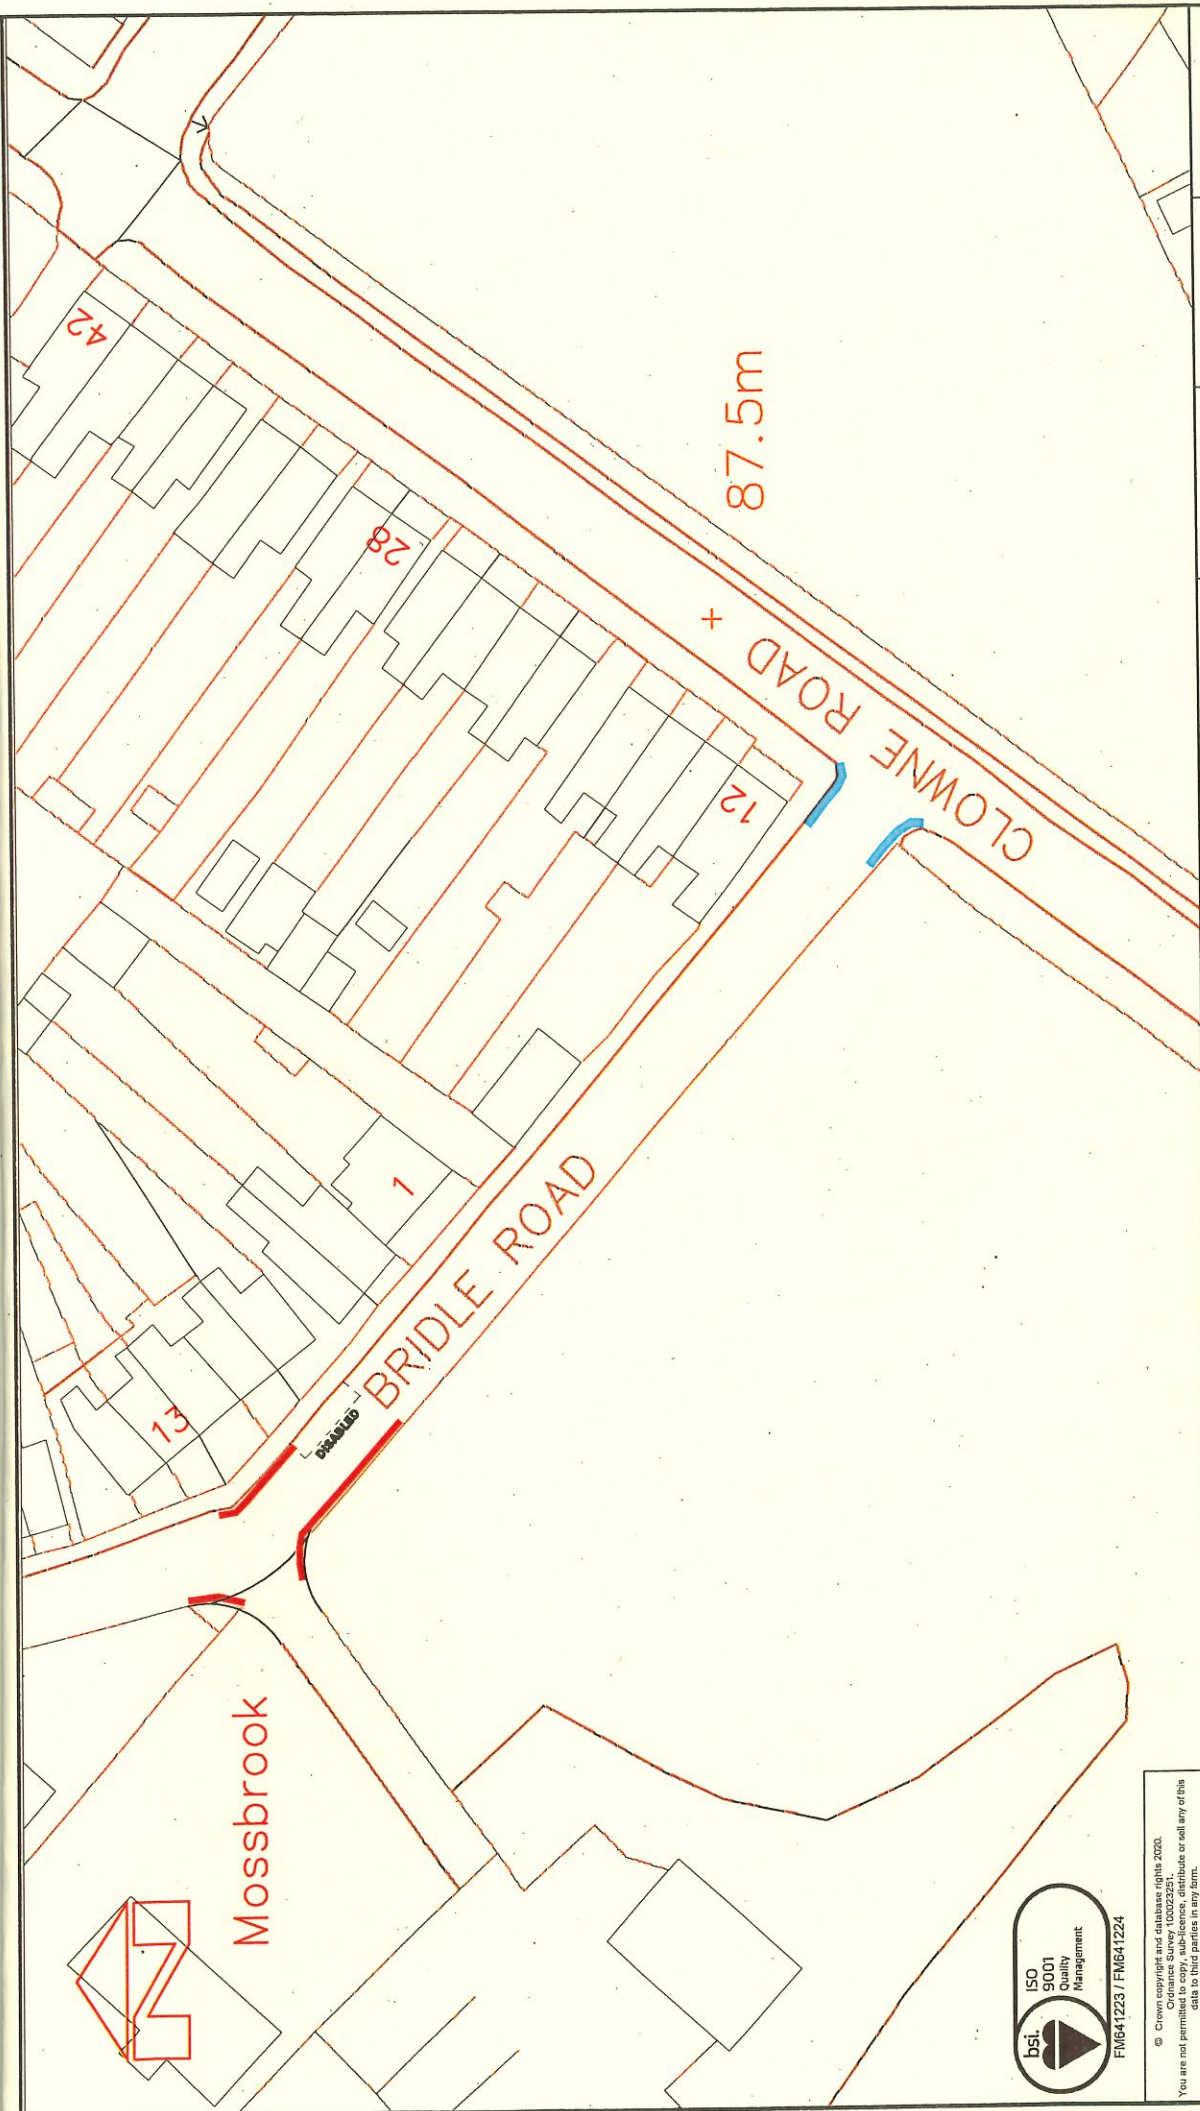 42
28
87.5m
+
CLOWNE ROAD
12
1
BRIDLE ROAD
DISABLED
13
Mossbrook
N
bsi.
ISO
9001
Quality
Management
FM641223 / FM641224
© Crown copyright and database rights 2020.
Ordnance Survey 100023251.
You are not permitted to copy, sub-licence, distribute or sell any of this
data to third parties in any form.